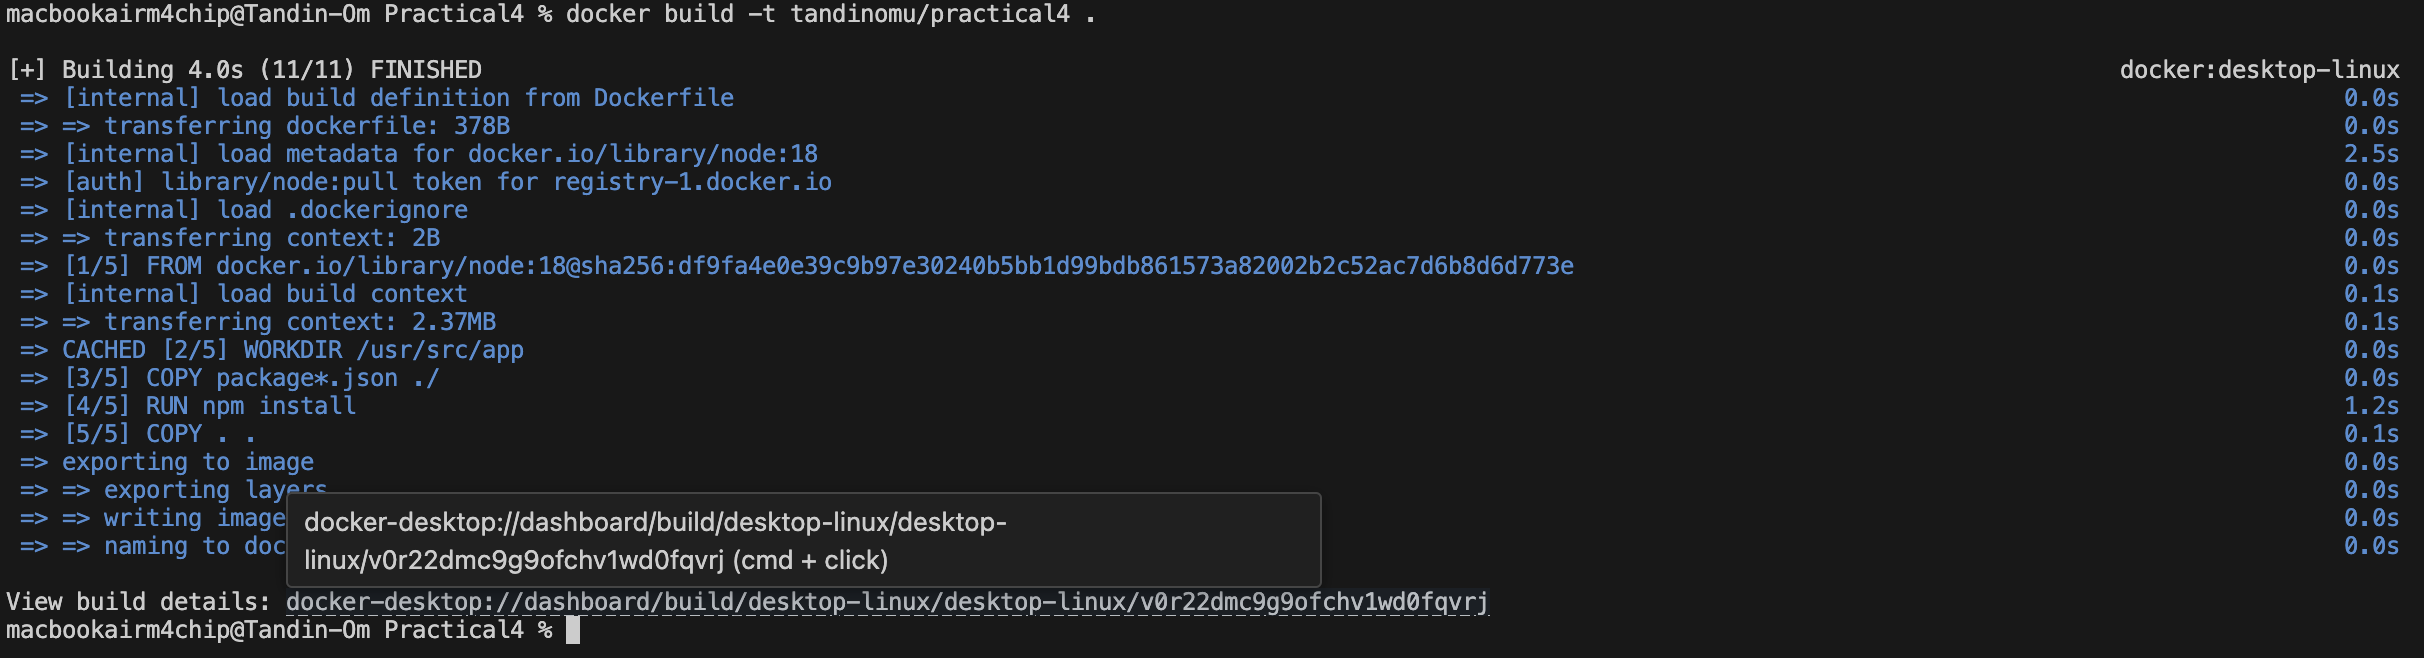 macbookairm4chip@Tandin-Om Practical4 % docker build -t tandinomu/practical4 .
[+] Building 4.0s (11/11) FINISHED docker:desktop-linux
=> [internal] load build definition from Dockerfile 0.0s
=> => transferring dockerfile: 378B 0.0s
=> [internal] load metadata for docker.io/library/node:18 2.5s
=> [auth] library/node:pull token for registry-1.docker.io 0.0s
=> [internal] load .dockerignore 0.0s
=> => transferring context: 2B 0.0s
=> [1/5] FROM docker.io/library/node:18@sha256:df9fa4e0e39c9b97e30240b5bb1d99bdb861573a82002b2c52ac7d6b8d6d773e 0.0s
=> [internal] load build context 0.1s
=> => transferring context: 2.37MB 0.1s
=> CACHED [2/5] WORKDIR /usr/src/app 0.0s
=> [3/5] COPY package*.json ./ 0.0s
=> [4/5] RUN npm install 1.2s
=> [5/5] COPY . . 0.1s
=> exporting to image 0.0s
=> => exporting layers 0.0s
=> => writing image 0.0s
=> => naming to doc 0.0s
docker-desktop://dashboard/build/desktop-linux/desktop-
linux/v0r22dmc9g9ofchv1wd0fqvrj (cmd + click)
View build details: docker-desktop://dashboard/build/desktop-linux/desktop-linux/v0r22dmc9g9ofchv1wd0fqvrj
macbookairm4chip@Tandin-Om Practical4 %